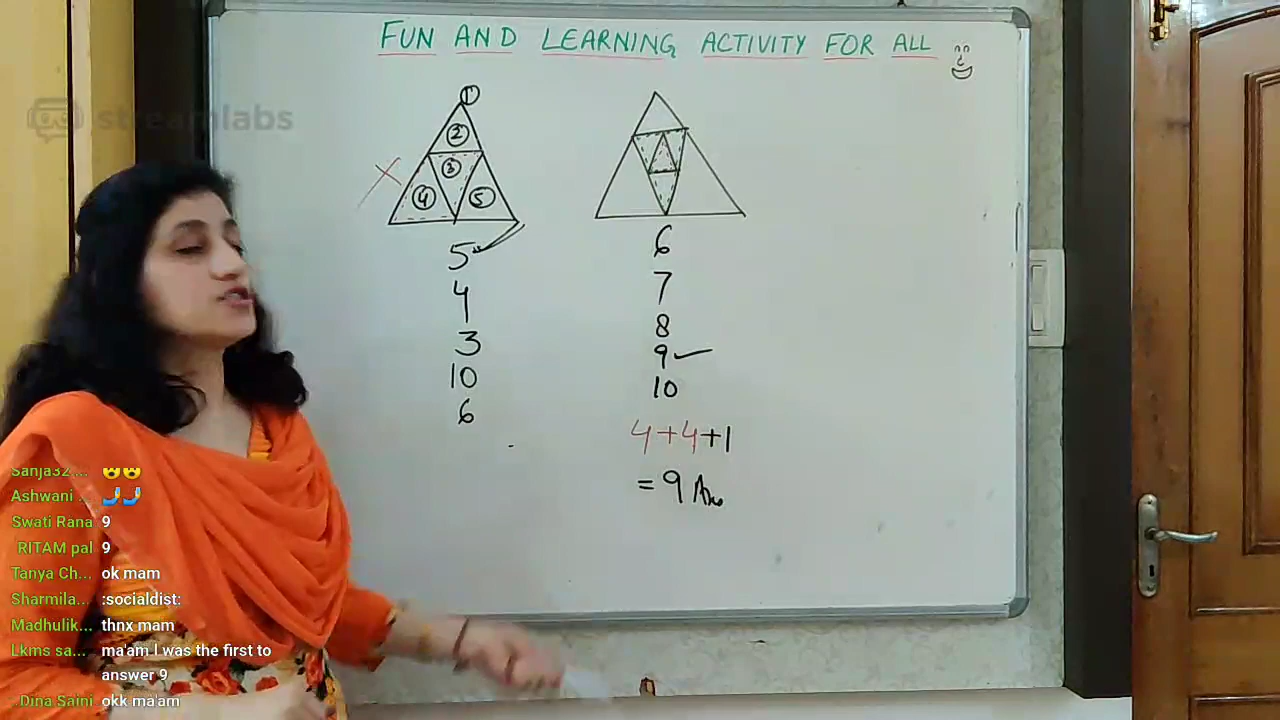 FUN AND LEARNING ACTIVITY FOR ALL
streamlabs
1
2
3
4
5
X
5
4
3
10
6
6
7
8
9
10
4+4+1
= 9 Ans
Sanja32...
😮😮
Ashwani ...
Swati Rana 9
RITAM pal 9
Tanya Ch... ok mam
Sharmila... :socialdist:
Madhulik... thnx mam
Lkms sa... ma'am I was the first to
answer 9
..Dina Saini okk ma'am